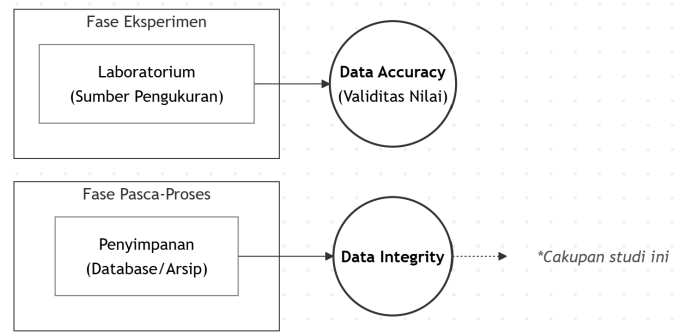 Fase Eksperimen
Laboratorium
(Sumber Pengukuran)
Data Accuracy
(Validitas Nilai)
Fase Pasca-Proses
Penyimpanan
(Database/Arsip)
Data Integrity
*Cakupan studi ini